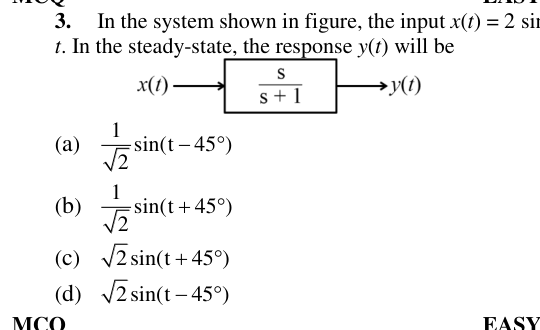 3. In the system shown in figure, the input x(t) = 2
t. In the steady-state, the response y(t) will be
x(t) s/(s + 1) y(t)
(a) 1/√2 sin(t – 45°)
(b) 1/√2 sin(t + 45°)
(c) √2 sin(t + 45°)
(d) √2 sin(t – 45°)
MCQ EASY